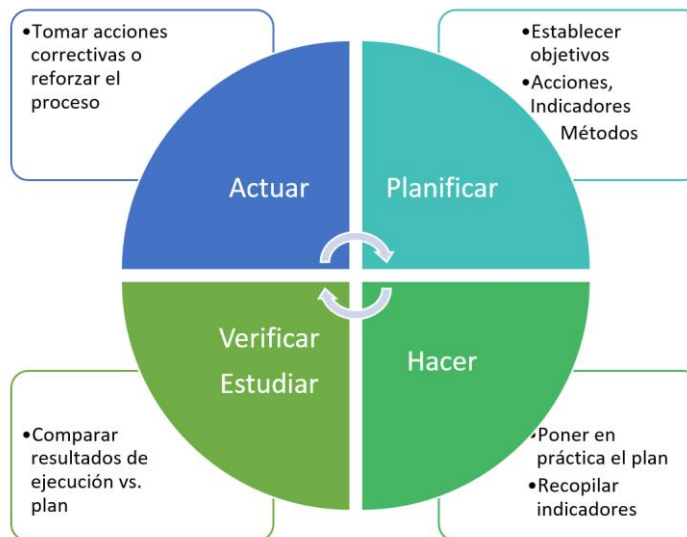 •Tomar acciones
correctivas o
reforzar el
proceso
•Establecer
objetivos
•Acciones,
Indicadores
Métodos
Actuar
Planificar
Verificar
Estudiar
Hacer
•Comparar
resultados de
ejecución vs.
plan
•Poner en
práctica el plan
•Recopilar
indicadores